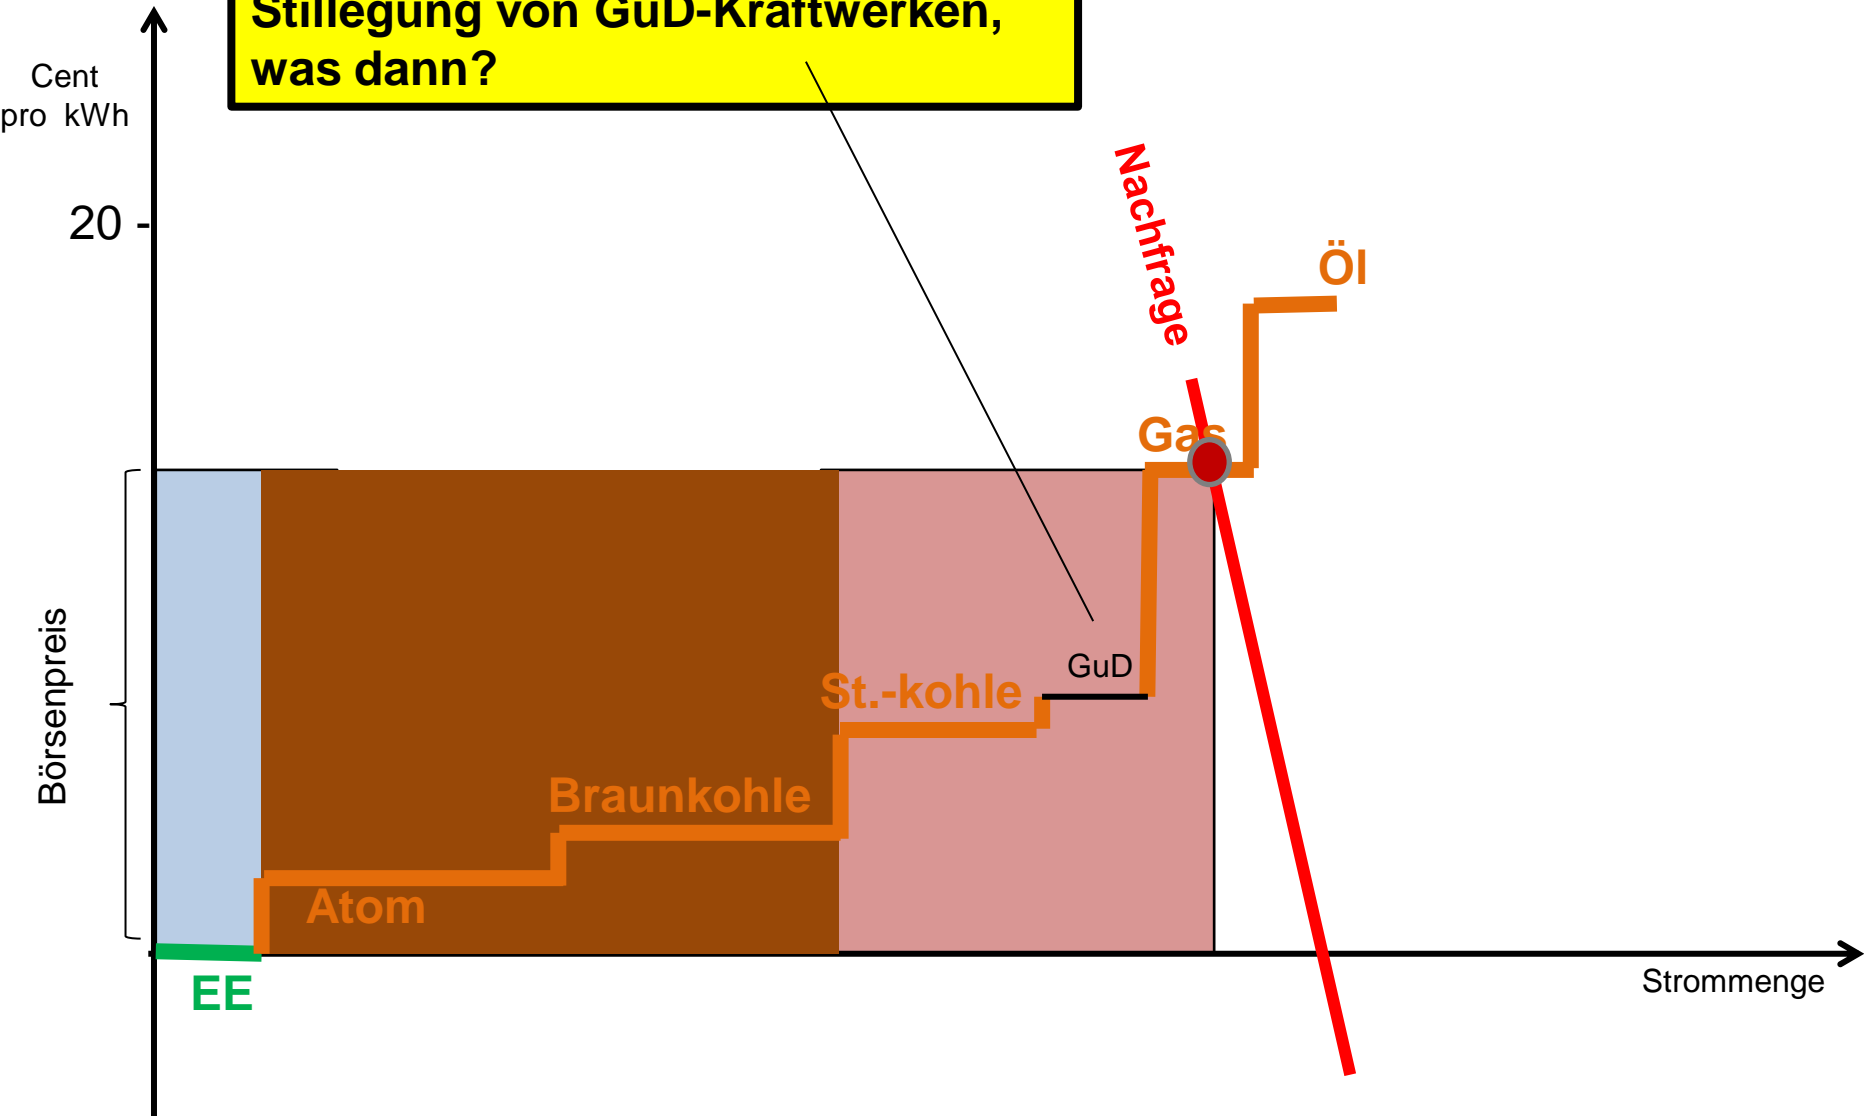 Stillegung von GuD-Kraftwerken,
was dann?
Cent
pro kWh
20 -
Nachfrage
Öl
Gas
GuD
St.-kohle
Braunkohle
Atom
Börsenpreis
EE
Strommenge